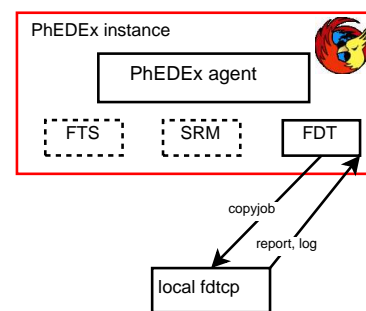 PhEDEx instance
PhEDEx agent
FTS
SRM
FDT
copyjob
report, log
local fdtcp